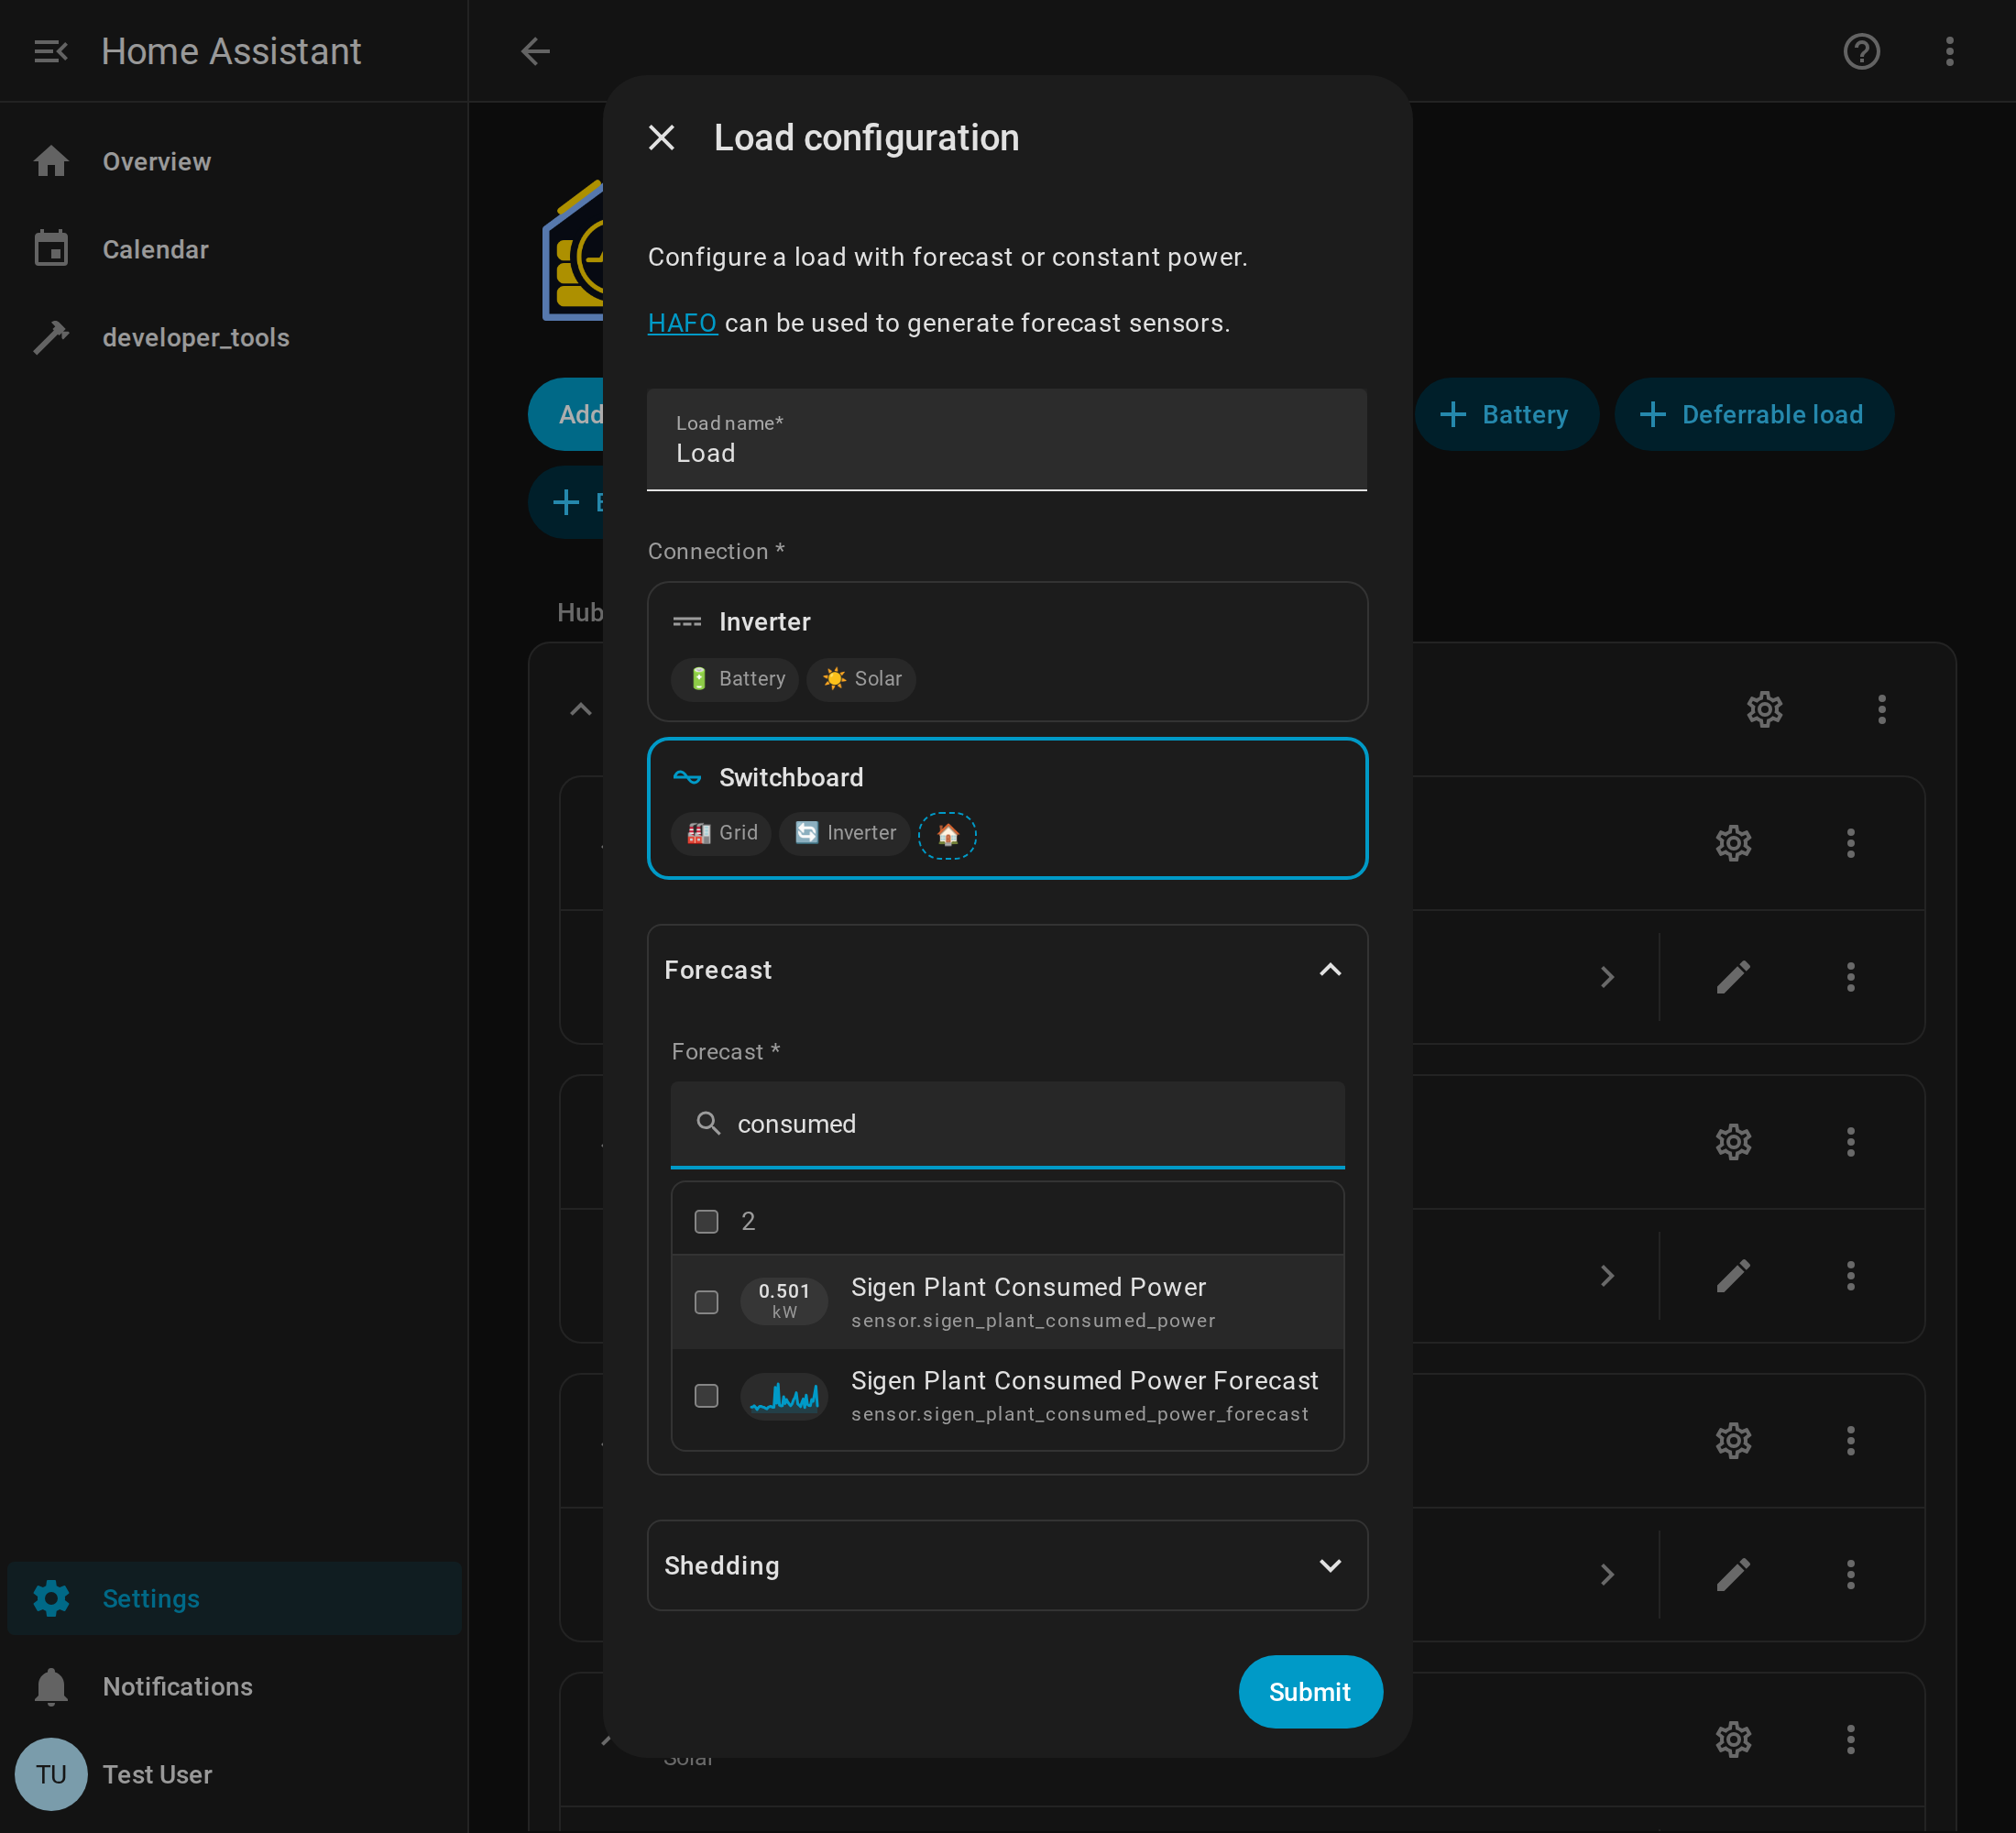 Home Assistant
Overview
Calendar
developer_tools
Settings
Notifications
TU
Test User
Add
Battery
Deferrable load
Hub
Load configuration
Configure a load with forecast or constant power.
HAFO can be used to generate forecast sensors.
Load name*
Load
Connection *
Inverter
Battery
Solar
Switchboard
Grid
Inverter
Forecast
Forecast *
consumed
2
0.501
kW
Sigen Plant Consumed Power
sensor.sigen_plant_consumed_power
Sigen Plant Consumed Power Forecast
sensor.sigen_plant_consumed_power_forecast
Shedding
Submit
Solar